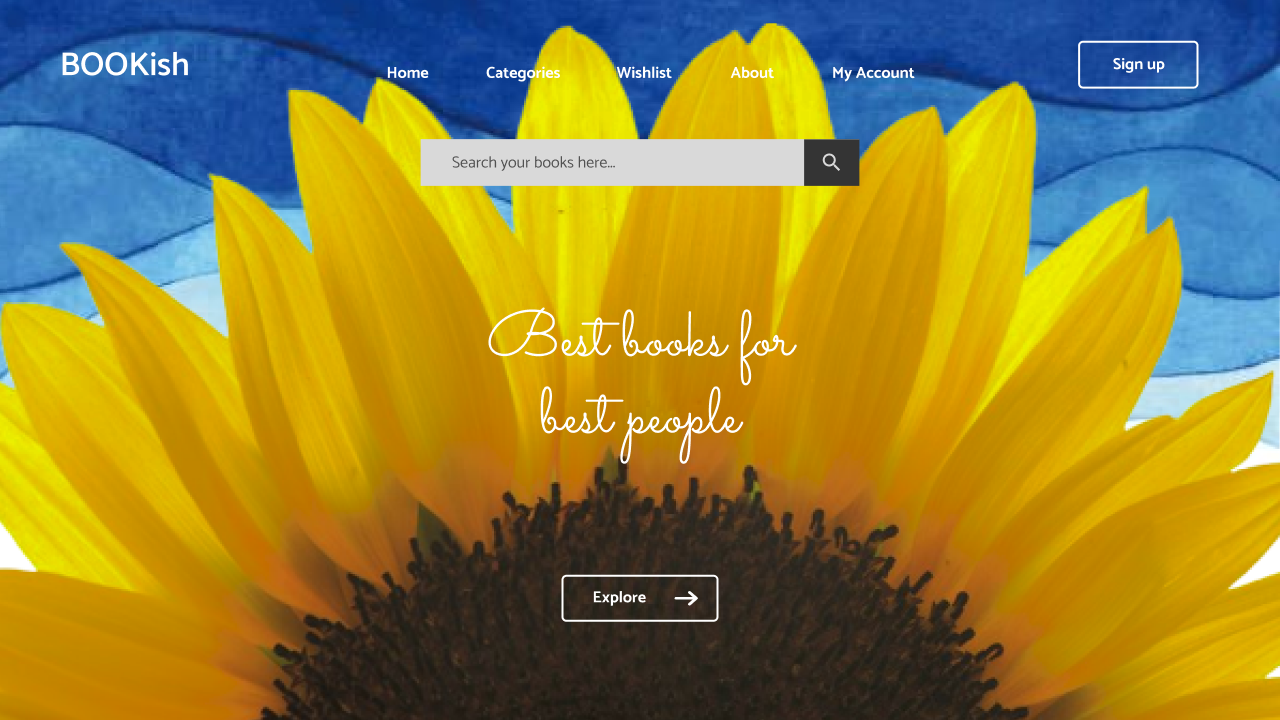 BOOKish
Home Categories Wishlist About My Account
Sign up
Search your books here...
Best books for
best people
Explore